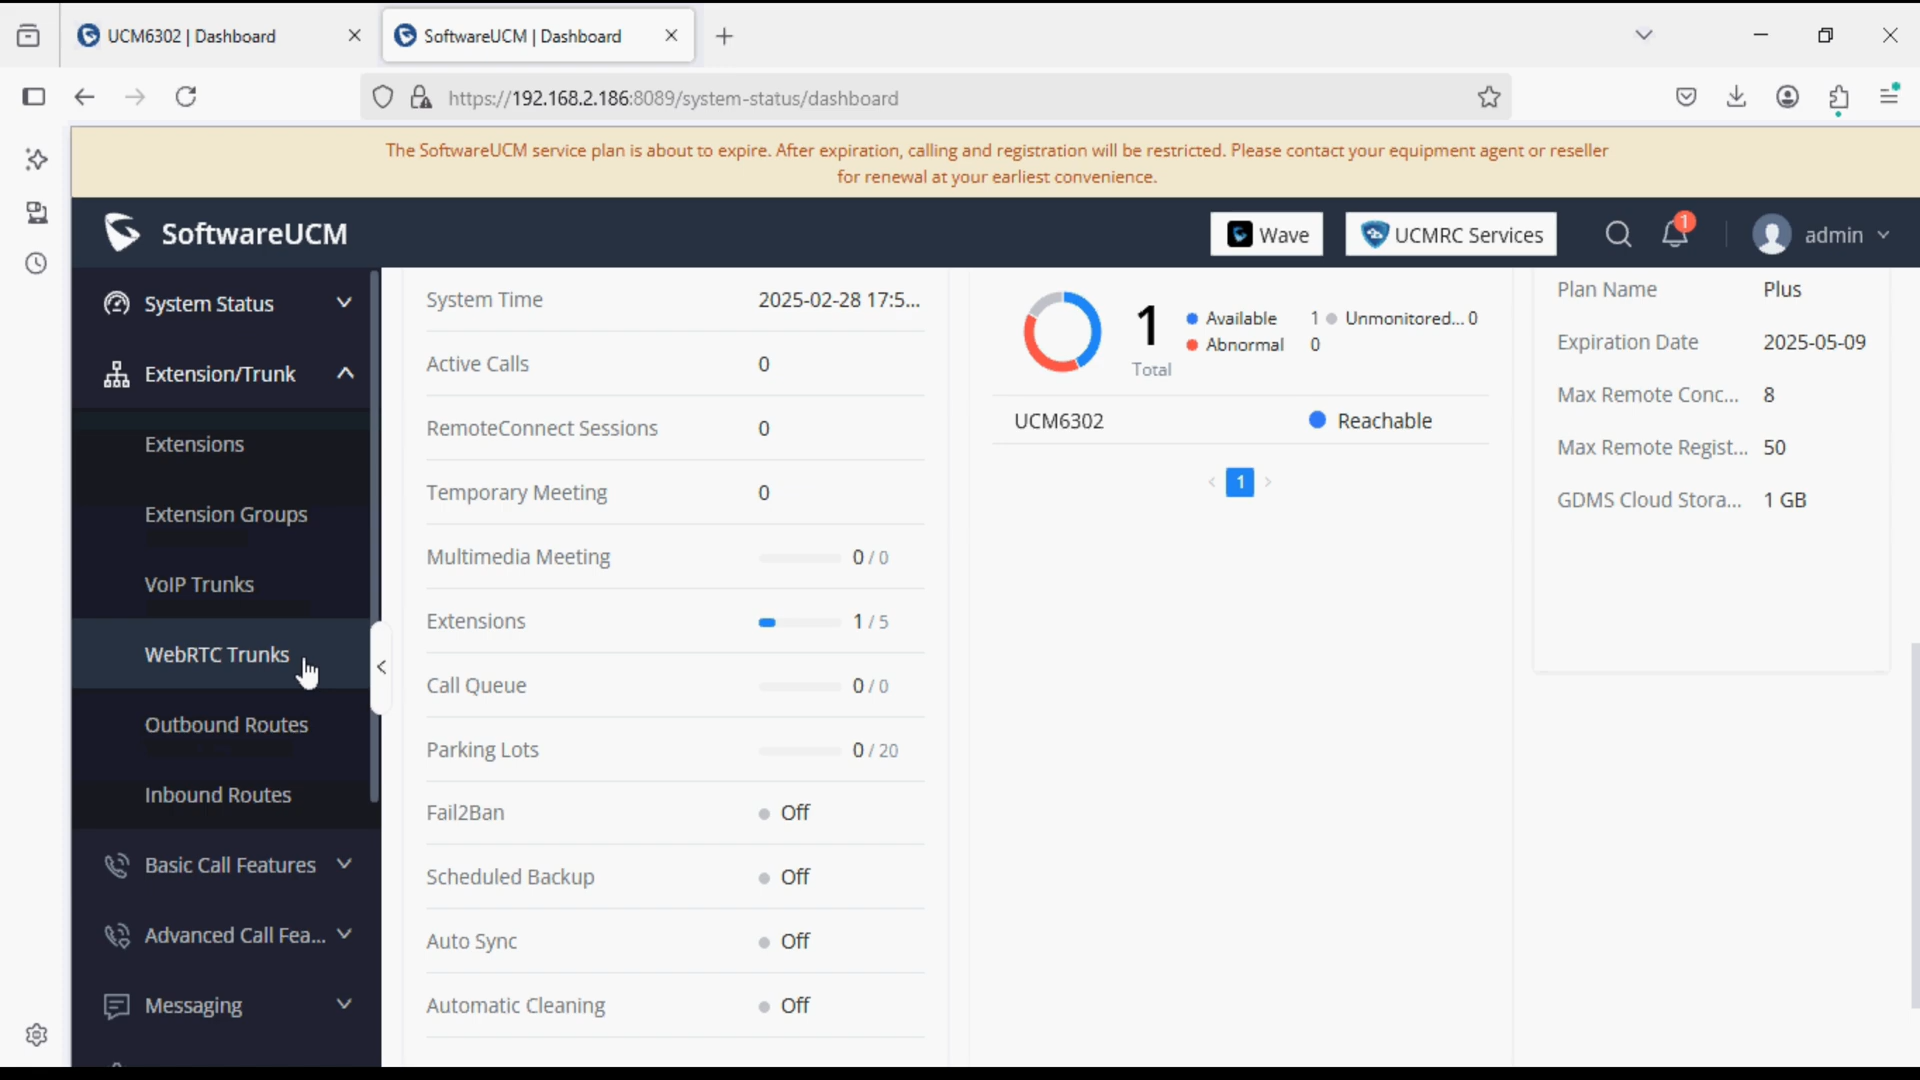 UCM6302 | Dashboard
SoftwareUCM | Dashboard
https://192.168.2.186:8089/system-status/dashboard
The SoftwareUCM service plan is about to expire. After expiration, calling and registration will be restricted. Please contact your equipment agent or reseller
for renewal at your earliest convenience.
SoftwareUCM
Wave
UCMRC Services
1
admin
System Status
Extension/Trunk
Extensions
Extension Groups
VoIP Trunks
WebRTC Trunks
Outbound Routes
Inbound Routes
Basic Call Features
Advanced Call Fea...
Messaging
System Time 2025-02-28 17:5...
Active Calls 0
RemoteConnect Sessions 0
Temporary Meeting 0
Multimedia Meeting 0 / 0
Extensions 1 / 5
Call Queue 0 / 0
Parking Lots 0 / 20
Fail2Ban Off
Scheduled Backup Off
Auto Sync Off
Automatic Cleaning Off
1
Total
Available 1 Unmonitored... 0
Abnormal 0
UCM6302 Reachable
< 1 >
Plan Name Plus
Expiration Date 2025-05-09
Max Remote Conc... 8
Max Remote Regist... 50
GDMS Cloud Stora... 1 GB